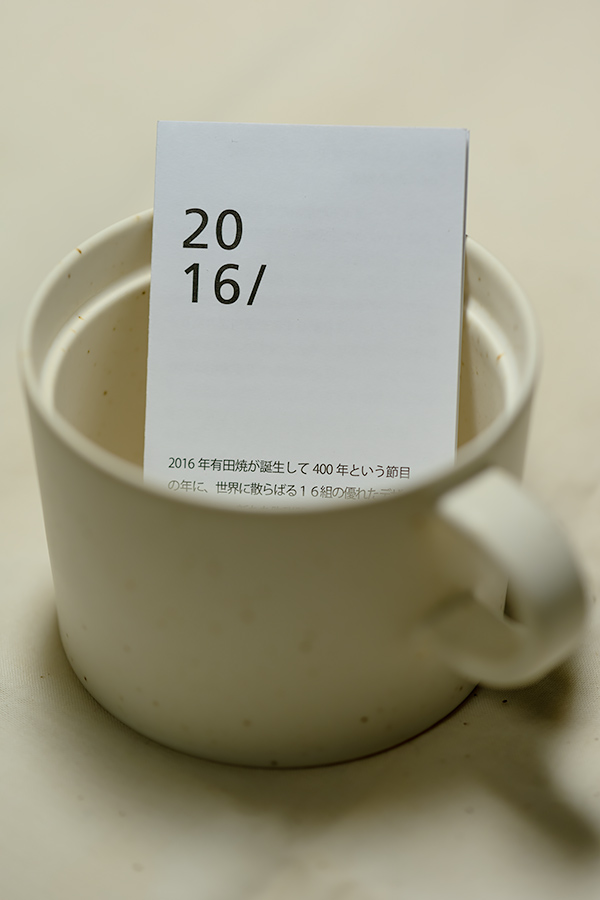 20
16/
2016 年有田焼が誕生して 400 年という節目
の年に、世界に散らばる１６組の優れた